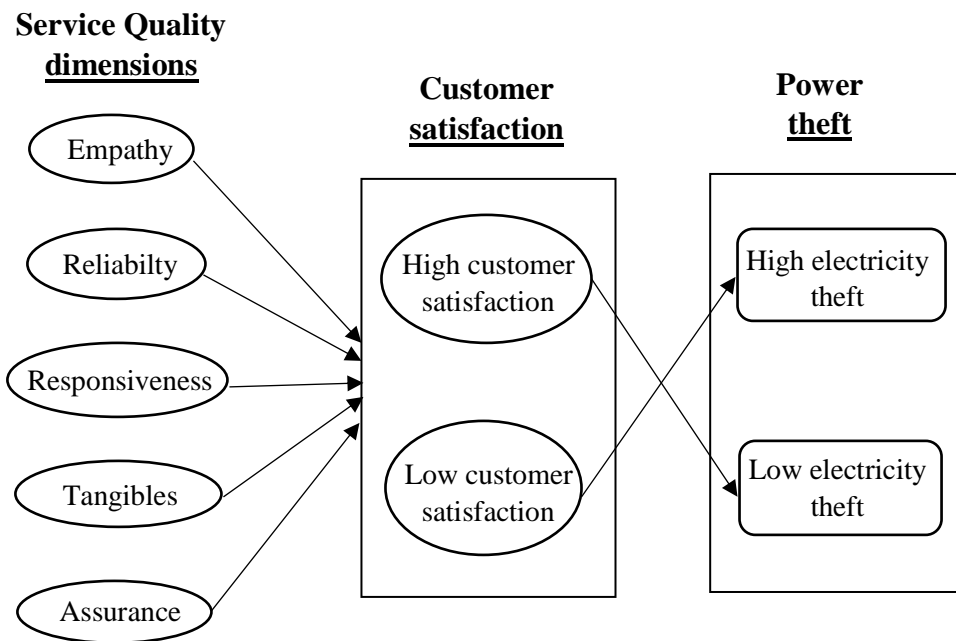 Service Quality
dimensions
Empathy
Reliabilty
Responsiveness
Tangibles
Assurance
Customer
satisfaction
High customer
satisfaction
Low customer
satisfaction
Power
theft
High electricity
theft
Low electricity
theft